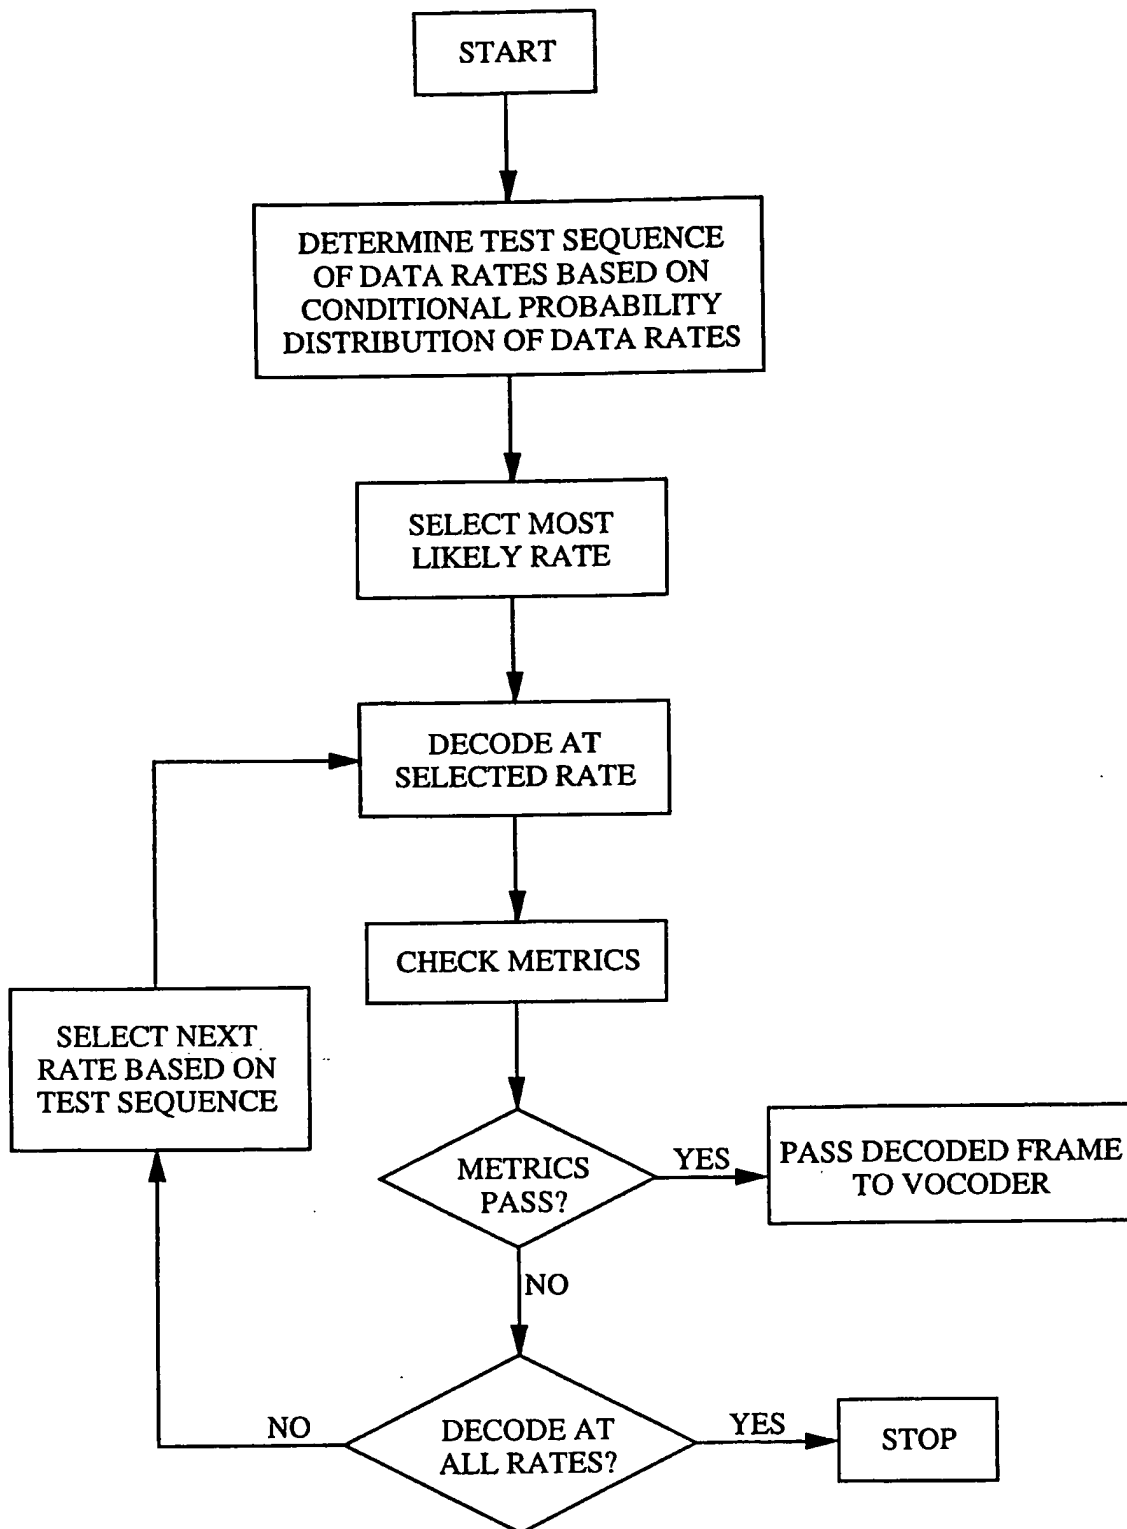 START
DETERMINE TEST SEQUENCE
OF DATA RATES BASED ON
CONDITIONAL PROBABILITY
DISTRIBUTION OF DATA RATES
SELECT MOST
LIKELY RATE
DECODE AT
SELECTED RATE
CHECK METRICS
SELECT NEXT
RATE BASED ON
TEST SEQUENCE
METRICS
PASS?
YES
PASS DECODED FRAME
TO VOCODER
NO
DECODE AT
ALL RATES?
NO
YES
STOP